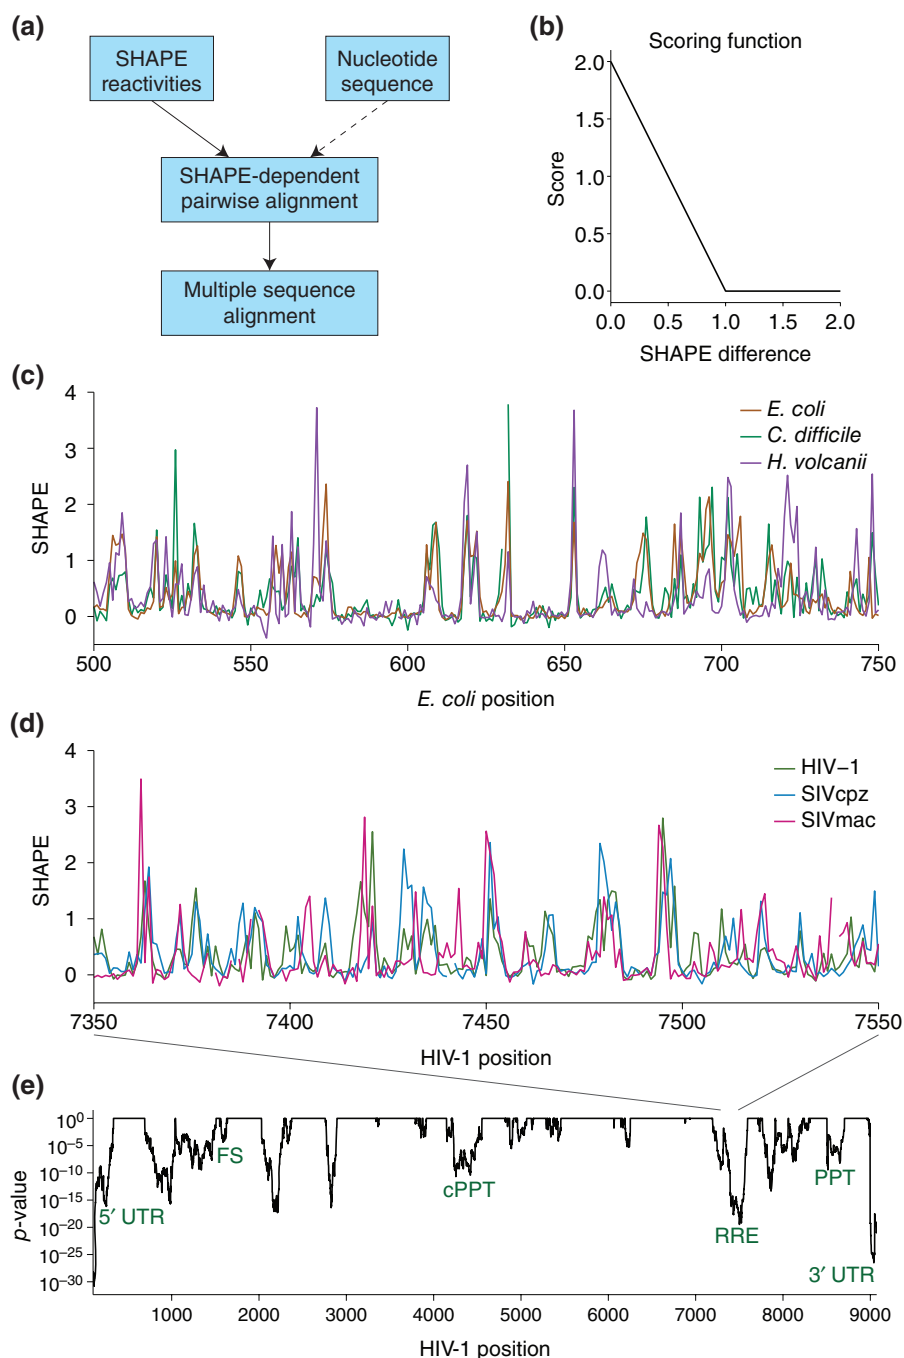 (a)
SHAPE
reactivities
Nucleotide
sequence
SHAPE-dependent
pairwise alignment
Multiple sequence
alignment
(b)
Scoring function
2.0
1.5
1.0
0.5
0.0
Score
0.0 0.5 1.0 1.5 2.0
SHAPE difference
(c)
4
3
2
1
0
SHAPE
E. coli
C. difficile
H. volcanii
500 550 600 650 700 750
E. coli position
(d)
4
3
2
1
0
SHAPE
HIV−1
SIVcpz
SIVmac
7350 7400 7450 7500 7550
HIV-1 position
(e)
10⁰
10⁻⁵
10⁻¹⁰
10⁻¹⁵
10⁻²⁰
10⁻²⁵
10⁻³⁰
p-value
5′ UTR
FS
cPPT
RRE
PPT
3′ UTR
1000 2000 3000 4000 5000 6000 7000 8000 9000
HIV-1 position